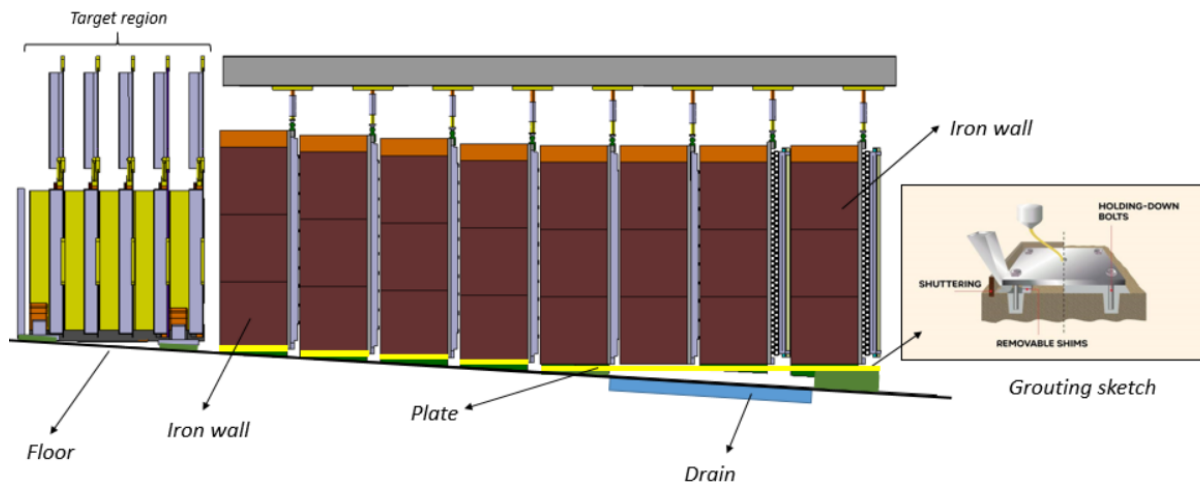 Target region
Iron wall
HOLDING-DOWN
BOLTS
SHUTTERING
REMOVABLE SHIMS
Grouting sketch
Plate
Iron wall
Floor
Drain